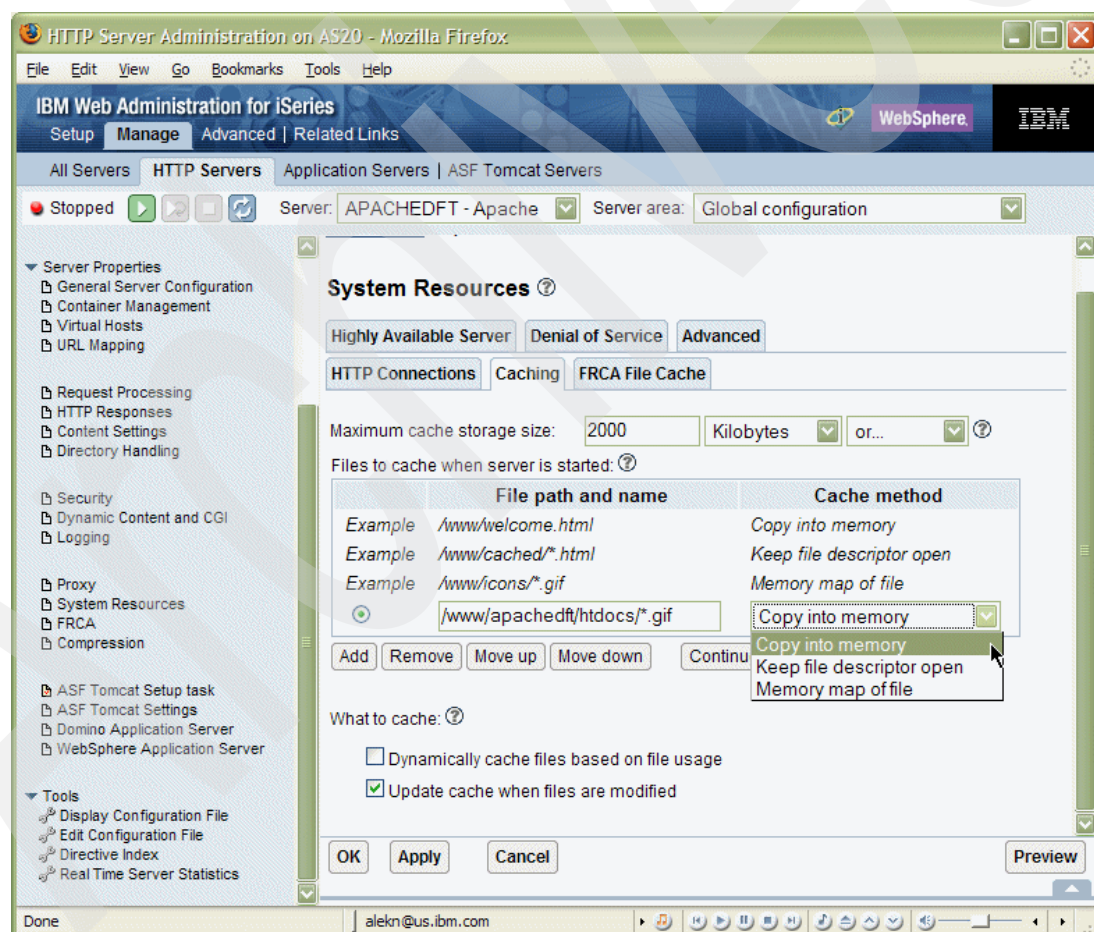 HTTP Server Administration on AS20 - Mozilla Firefox
File Edit View Go Bookmarks Tools Help
IBM Web Administration for iSeries
WebSphere.
IBM
Setup Manage Advanced | Related Links
All Servers HTTP Servers Application Servers | ASF Tomcat Servers
Stopped Server: APACHEDFT - Apache Server area: Global configuration
Server Properties
General Server Configuration
Container Management
Virtual Hosts
URL Mapping
Request Processing
HTTP Responses
Content Settings
Directory Handling
Security
Dynamic Content and CGI
Logging
Proxy
System Resources
FRCA
Compression
ASF Tomcat Setup task
ASF Tomcat Settings
Domino Application Server
WebSphere Application Server
Tools
Display Configuration File
Edit Configuration File
Directive Index
Real Time Server Statistics
System Resources ?
Highly Available Server Denial of Service Advanced
HTTP Connections Caching FRCA File Cache
Maximum cache storage size: 2000 Kilobytes or... ?
Files to cache when server is started: ?
File path and name Cache method
Example /www/welcome.html Copy into memory
Example /www/cached/*.html Keep file descriptor open
Example /www/icons/*.gif Memory map of file
/www/apachedft/htdocs/*.gif Copy into memory
Copy into memory
Keep file descriptor open
Memory map of file
Add Remove Move up Move down Continu
What to cache: ?
Dynamically cache files based on file usage
Update cache when files are modified
OK Apply Cancel Preview
Done alekn@us.ibm.com